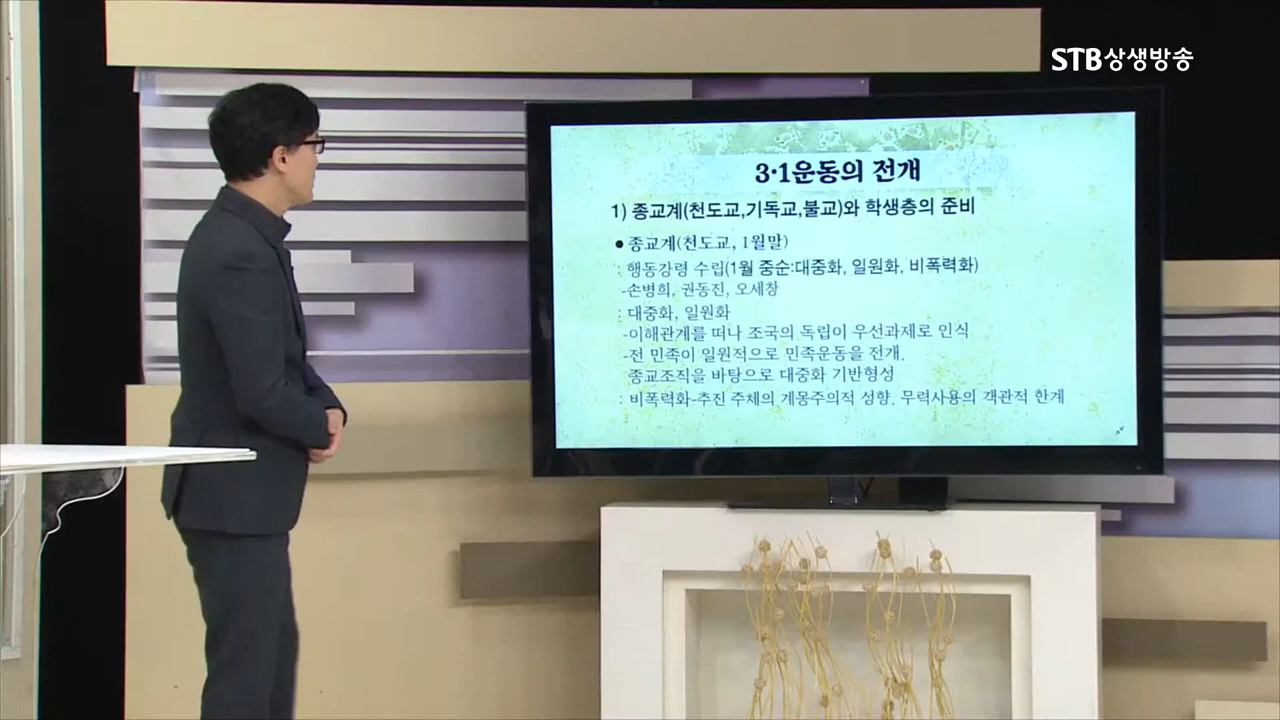 STB상생방송
3·1운동의 전개
1) 종교계(천도교,기독교,불교)와 학생층의 준비
● 종교계(천도교, 1월말)
: 행동강령 수립(1월 중순:대중화, 일원화, 비폭력화)
-손병희, 권동진, 오세창
: 대중화, 일원화
-이해관계를 떠나 조국의 독립이 우선과제로 인식
-전 민족이 일원적으로 민족운동을 전개.
종교조직을 바탕으로 대중화 기반형성
: 비폭력화-추진 주체의 계몽주의적 성향. 무력사용의 객관적 한계